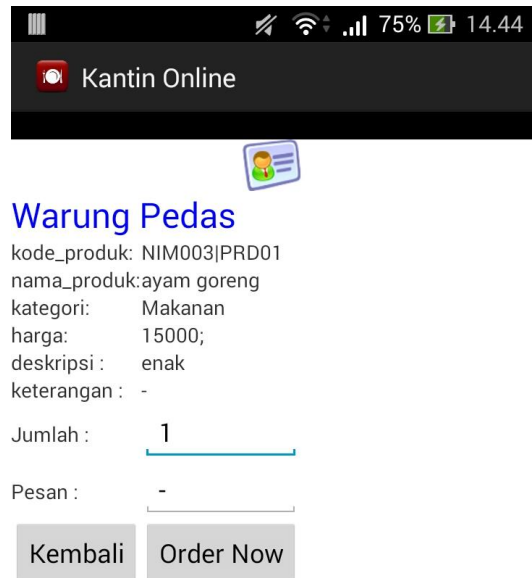 75% 14.44
Kantin Online
Warung Pedas
kode_produk: NIM003|PRD01
nama_produk:ayam goreng
kategori: Makanan
harga: 15000;
deskripsi : enak
keterangan : -
Jumlah : 1
Pesan : -
Kembali Order Now